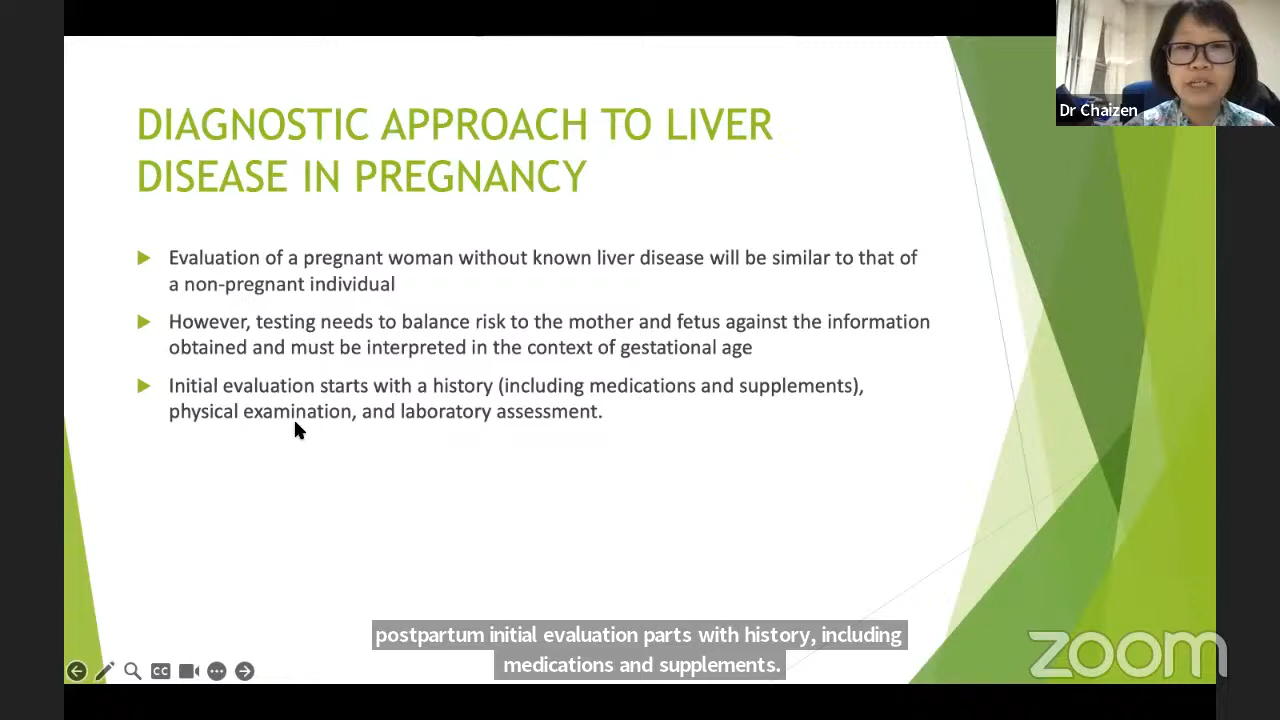 DIAGNOSTIC APPROACH TO LIVER
DISEASE IN PREGNANCY
Evaluation of a pregnant woman without known liver disease will be similar to that of
a non-pregnant individual
However, testing needs to balance risk to the mother and fetus against the information
obtained and must be interpreted in the context of gestational age
Initial evaluation starts with a history (including medications and supplements),
physical examination, and laboratory assessment.
Dr Chaizen
postpartum initial evaluation parts with history, including
medications and supplements.
CC
zoom